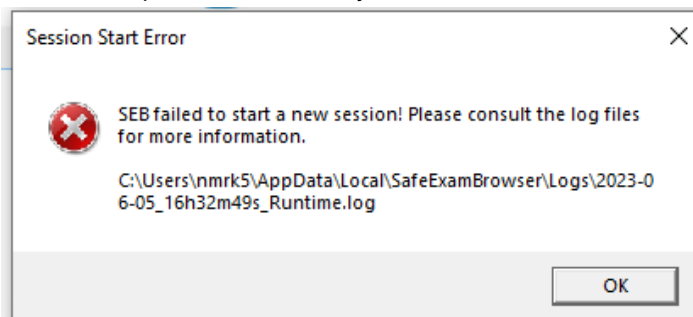 Session Start Error
SEB failed to start a new session! Please consult the log files
for more information.
C:\Users\nmrk5\AppData\Local\SafeExamBrowser\Logs\2023-0
6-05_16h32m49s_Runtime.log
OK